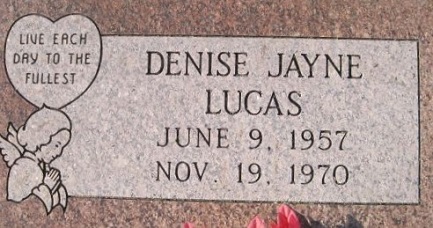 LIVE EACH
DAY TO THE
FULLEST
DENISE JAYNE
LUCAS
JUNE 9, 1957
NOV. 19, 1970